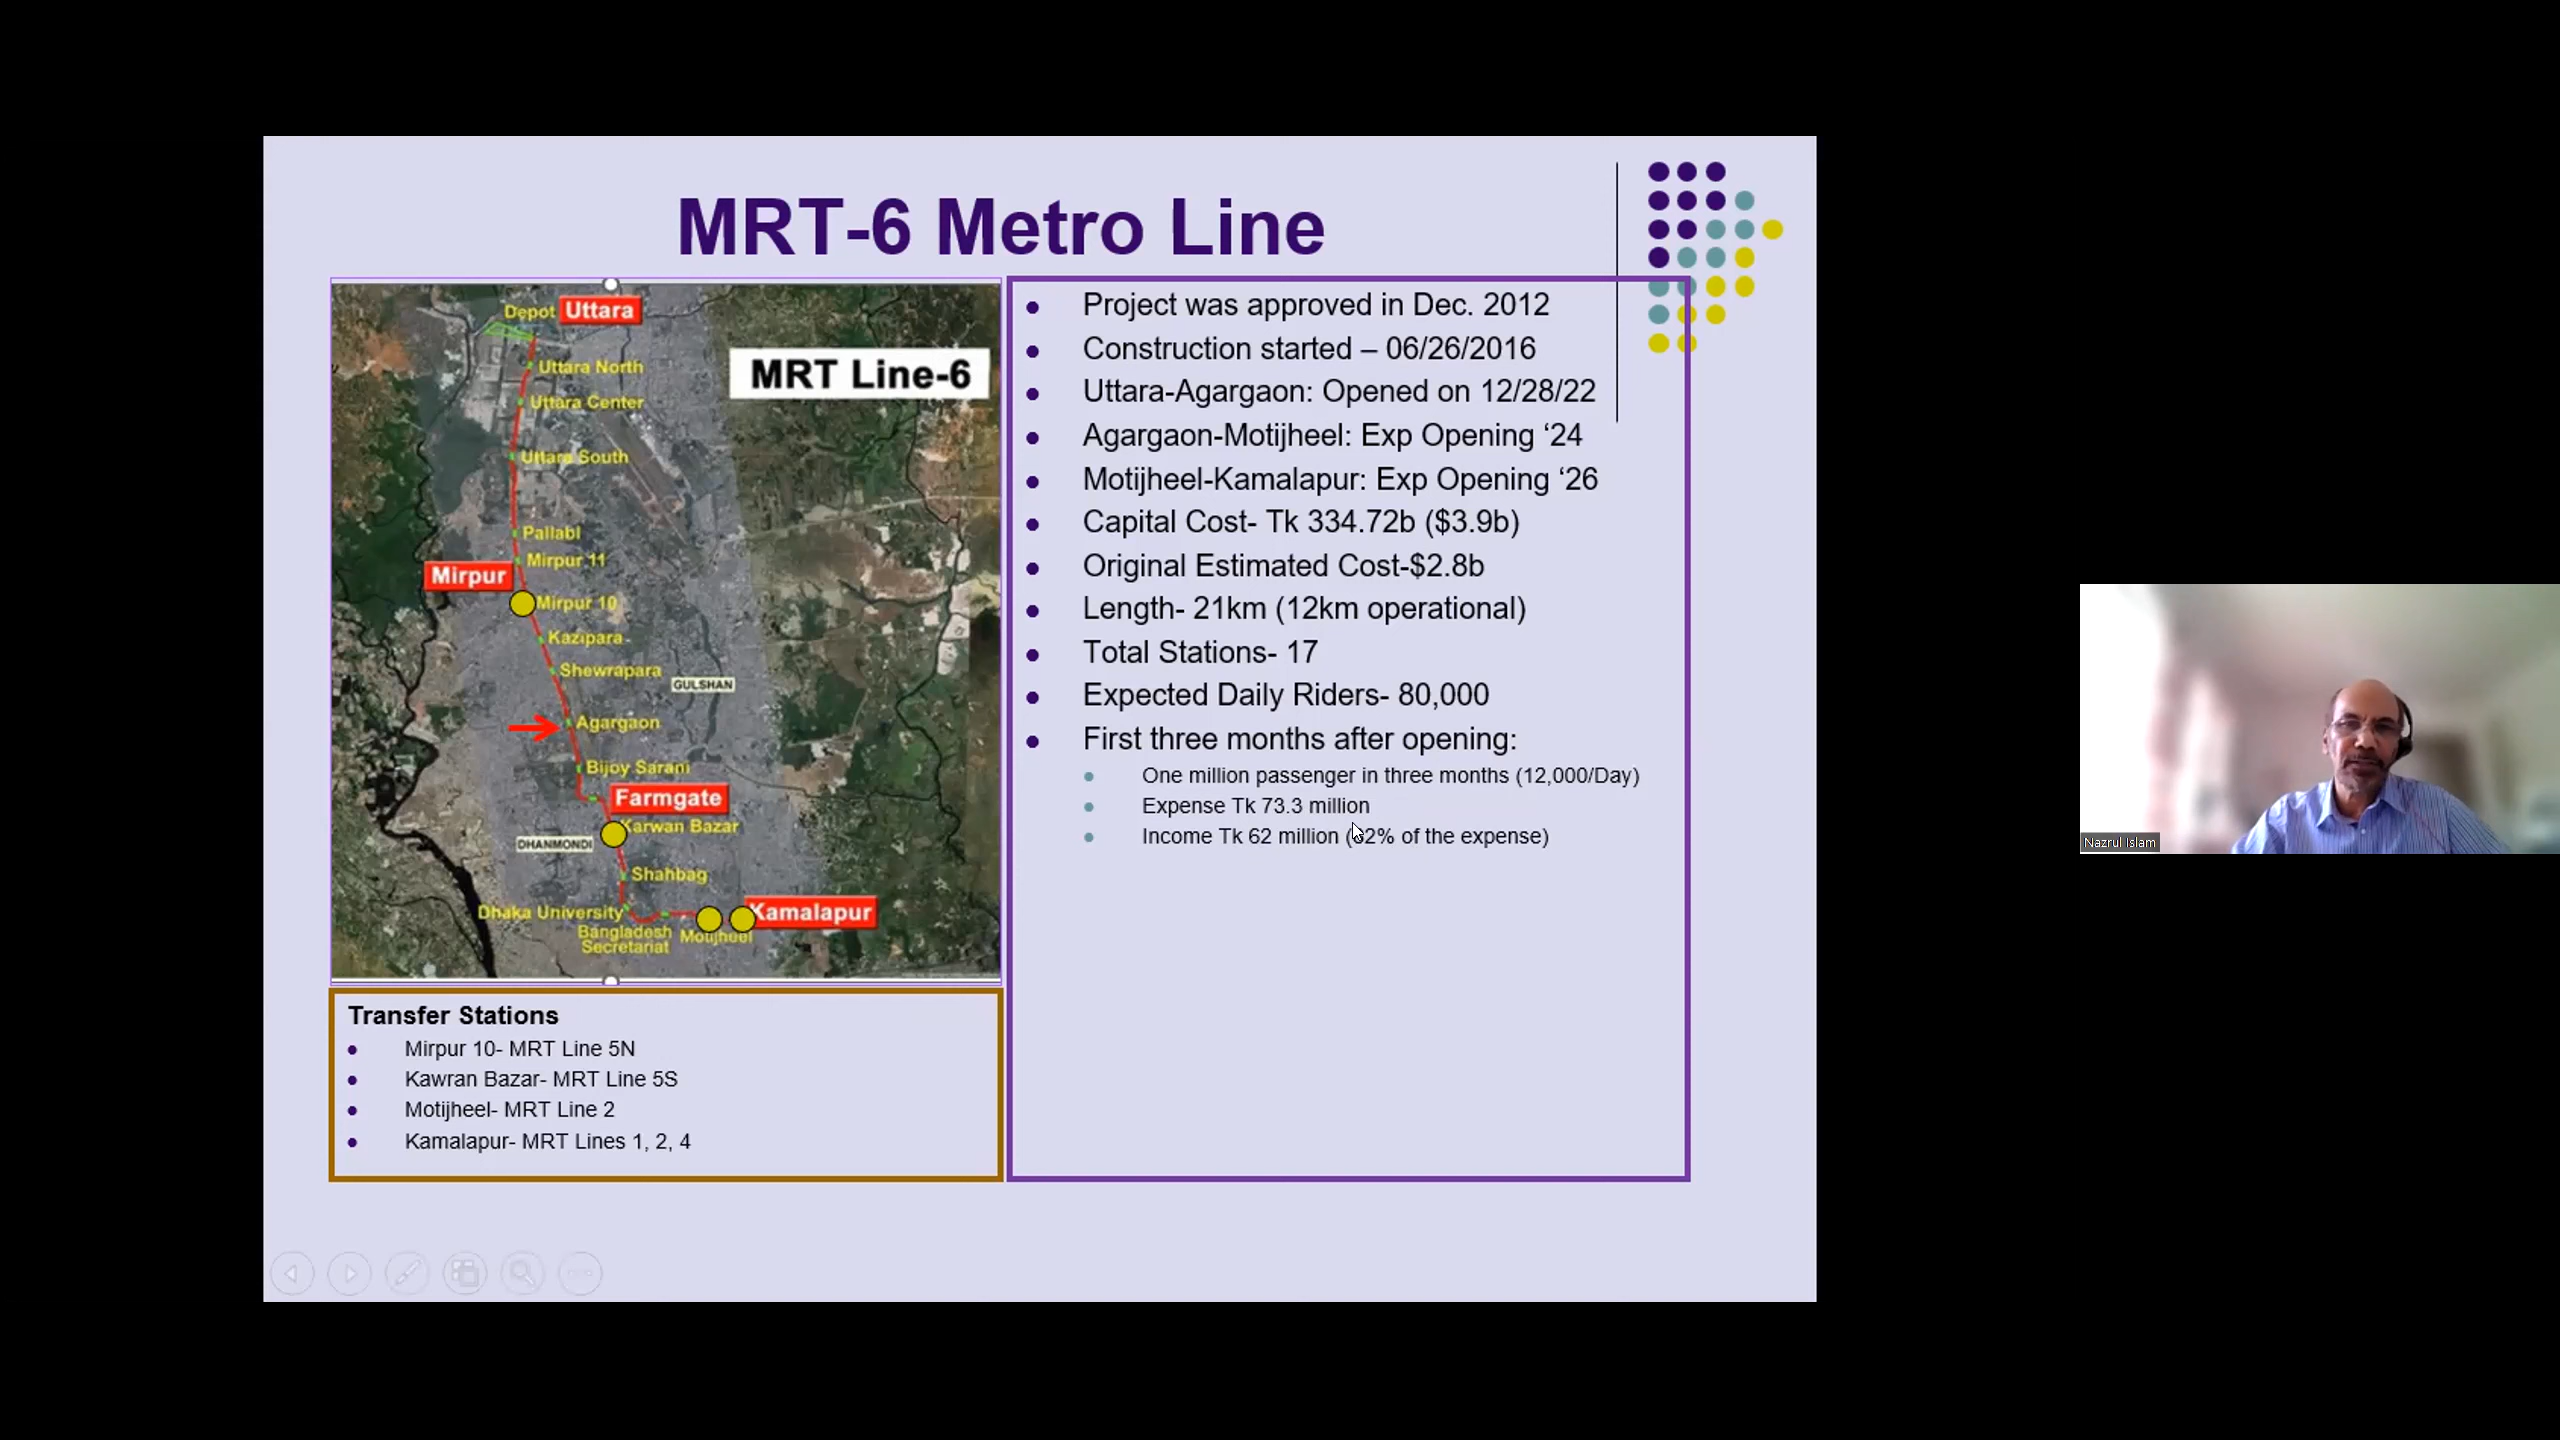 MRT-6 Metro Line
Depot Uttara
Uttara North
MRT Line-6
Uttara Center
Uttara South
Pallabi
Mirpur 11
Mirpur
Mirpur 10
Kazipara
Shewrapara
GULSHAN
Agargaon
Bijoy Sarani
Farmgate
Karwan Bazar
DHANMONDI
Shahbag
Dhaka University
Kamalapur
Bangladesh
Secretariat
Motijheel
Project was approved in Dec. 2012
Construction started – 06/26/2016
Uttara-Agargaon: Opened on 12/28/22
Agargaon-Motijheel: Exp Opening ‘24
Motijheel-Kamalapur: Exp Opening ‘26
Capital Cost- Tk 334.72b ($3.9b)
Original Estimated Cost-$2.8b
Length- 21km (12km operational)
Total Stations- 17
Expected Daily Riders- 80,000
First three months after opening:
One million passenger in three months (12,000/Day)
Expense Tk 73.3 million
Income Tk 62 million ( of the expense)
Transfer Stations
Mirpur 10- MRT Line 5N
Kawran Bazar- MRT Line 5S
Motijheel- MRT Line 2
Kamalapur- MRT Lines 1, 2, 4
Nazrul Islam